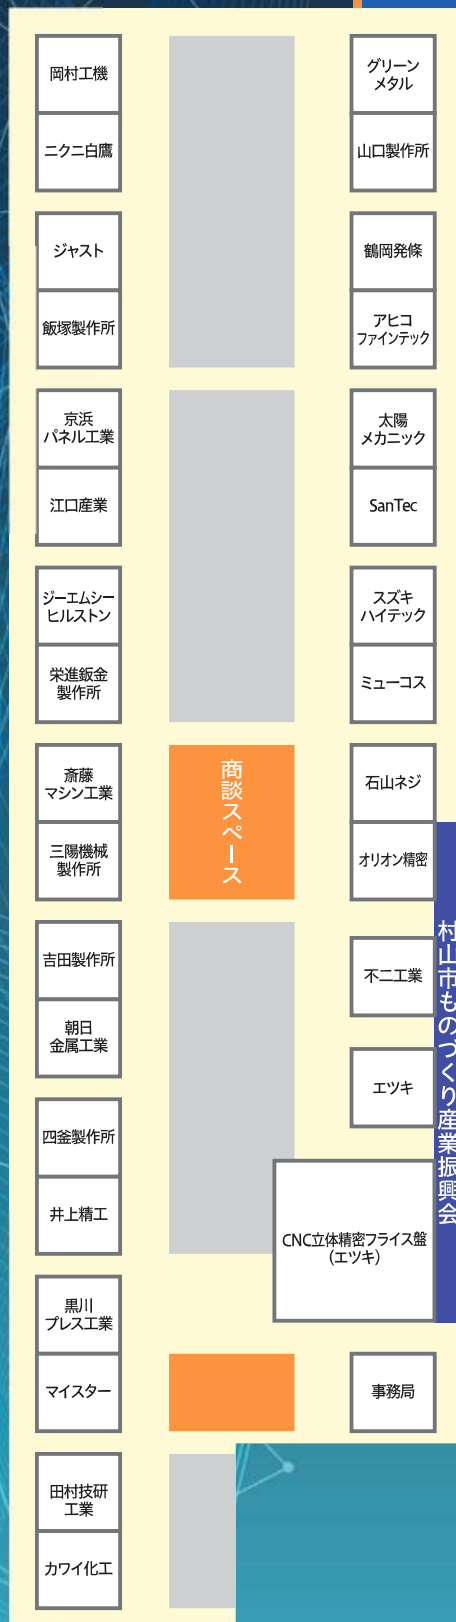 岡村工機
ニクニ白鷹
ジャスト
飯塚製作所
京浜
パネル工業
江口産業
ジーエムシー
ヒルストン
栄進鈑金
製作所
斎藤
マシン工業
三陽機械
製作所
吉田製作所
朝日
金属工業
四釜製作所
井上精工
黒川
プレス工業
マイスター
田村技研
工業
カワイ化工
商談スペース
グリーン
メタル
山口製作所
鶴岡発條
アヒコ
ファインテック
太陽
メカニック
SanTec
スズキ
ハイテック
ミューコス
石山ネジ
オリオン精密
不二工業
エツキ
CNC立体精密フライス盤
(エツキ)
事務局
村山市ものづくり産業振興会